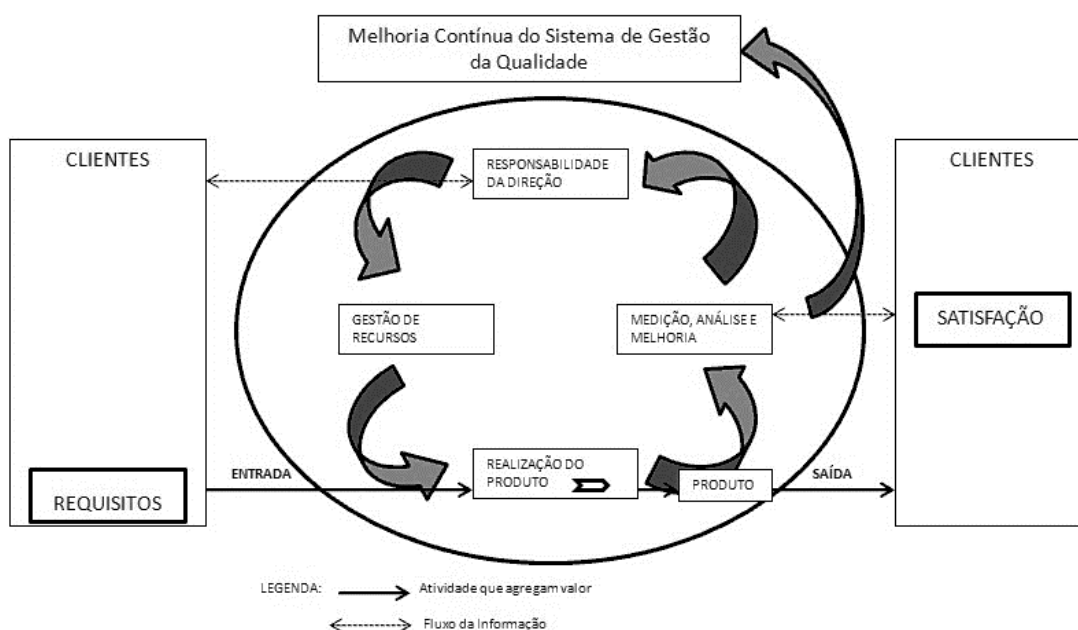 Melhoria Contínua do Sistema de Gestão
da Qualidade
CLIENTES
RESPONSABILIDADE
DA DIREÇÃO
CLIENTES
GESTÃO DE
RECURSOS
MEDIÇÃO, ANÁLISE E
MELHORIA
SATISFAÇÃO
REQUISITOS
ENTRADA
REALIZAÇÃO DO
PRODUTO
PRODUTO
SAÍDA
LEGENDA:
Atividade que agregam valor
Fluxo da Informação